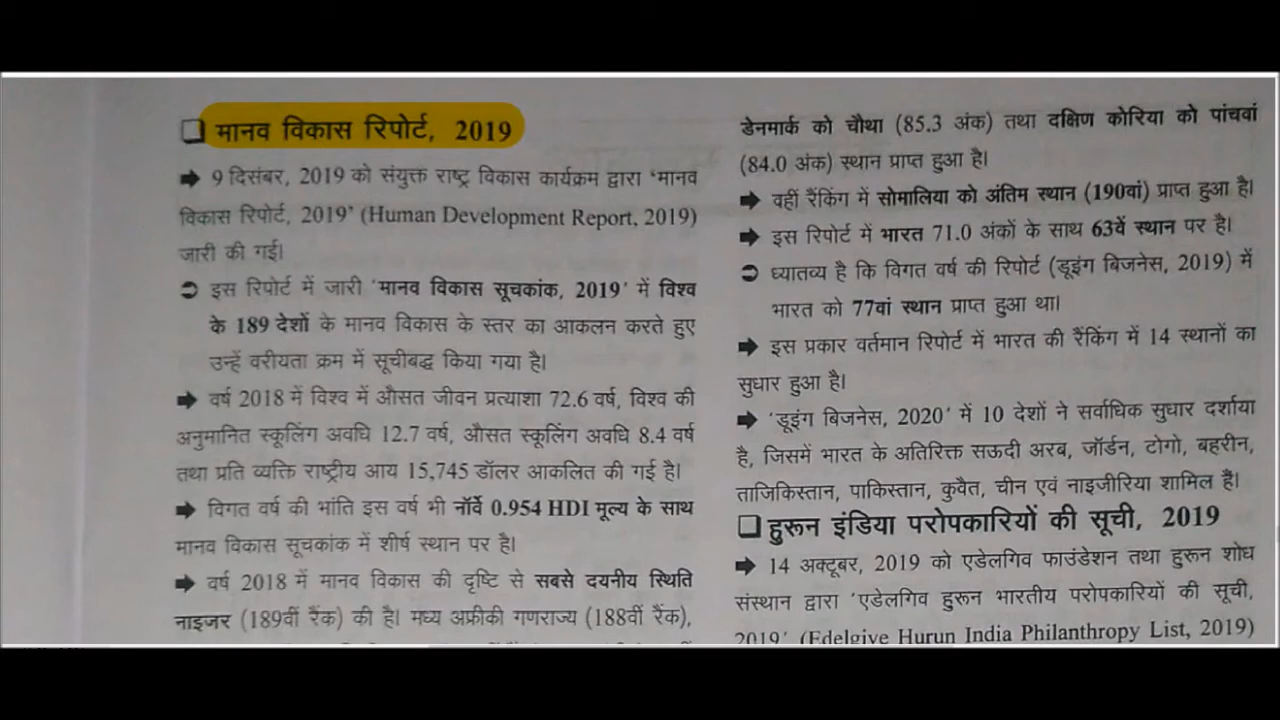 ❑ मानव विकास रिपोर्ट, 2019
➡ 9 दिसंबर, 2019 को संयुक्त राष्ट्र विकास कार्यक्रम द्वारा ‘मानव
विकास रिपोर्ट, 2019’ (Human Development Report, 2019)
जारी की गई।
➲ इस रिपोर्ट में जारी ‘मानव विकास सूचकांक, 2019’ में विश्व
के 189 देशों के मानव विकास के स्तर का आकलन करते हुए
उन्हें वरीयता क्रम में सूचीबद्ध किया गया है।
➡ वर्ष 2018 में विश्व में औसत जीवन प्रत्याशा 72.6 वर्ष, विश्व की
अनुमानित स्कूलिंग अवधि 12.7 वर्ष, औसत स्कूलिंग अवधि 8.4 वर्ष
तथा प्रति व्यक्ति राष्ट्रीय आय 15,745 डॉलर आकलित की गई है।
➡ विगत वर्ष की भांति इस वर्ष भी नॉर्वे 0.954 HDI मूल्य के साथ
मानव विकास सूचकांक में शीर्ष स्थान पर है।
➡ वर्ष 2018 में मानव विकास की दृष्टि से सबसे दयनीय स्थिति
नाइजर (189वीं रैंक) की है। मध्य अफ्रीकी गणराज्य (188वीं रैंक),
डेनमार्क को चौथा (85.3 अंक) तथा दक्षिण कोरिया को पांचवां
(84.0 अंक) स्थान प्राप्त हुआ है।
➡ वहीं रैंकिंग में सोमालिया को अंतिम स्थान (190वां) प्राप्त हुआ है।
➡ इस रिपोर्ट में भारत 71.0 अंकों के साथ 63वें स्थान पर है।
➲ ध्यातव्य है कि विगत वर्ष की रिपोर्ट (डूइंग बिजनेस, 2019) में
भारत को 77वां स्थान प्राप्त हुआ था।
➡ इस प्रकार वर्तमान रिपोर्ट में भारत की रैंकिंग में 14 स्थानों का
सुधार हुआ है।
➡ ‘डूइंग बिजनेस, 2020’ में 10 देशों ने सर्वाधिक सुधार दर्शाया
है, जिसमें भारत के अतिरिक्त सऊदी अरब, जॉर्डन, टोगो, बहरीन,
ताजिकिस्तान, पाकिस्तान, कुवैत, चीन एवं नाइजीरिया शामिल हैं।
❑ हुरून इंडिया परोपकारियों की सूची, 2019
➡ 14 अक्टूबर, 2019 को एडेलगिव फाउंडेशन तथा हुरून शोध
संस्थान द्वारा ‘एडेलगिव हुरून भारतीय परोपकारियों की सूची,
2019’ (Edelgive Hurun India Philanthropy List, 2019)